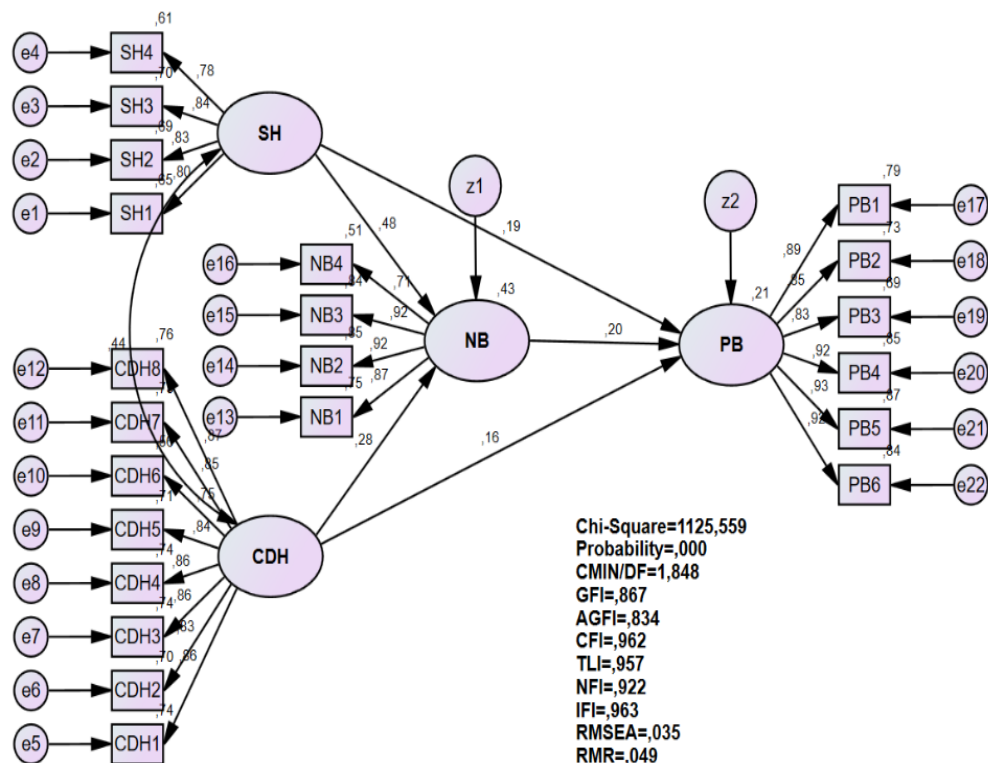 ,61
e4 SH4
,70 ,78
e3 SH3 ,84
,69 SH
e2 SH2 ,83
,65 ,80
e1 SH1
z1
z2
,79
PB1 e17
,48
,19
,89
,73
,51
e16 NB4
PB2 e18
,85
,69
,84 ,71
,43
,21
e15 NB3 ,92
,83 PB3 e19
,85
NB ,20 PB
,85
e14 NB2 ,92
,92 PB4 e20
,75 ,87
,93 ,87
e13 NB1
PB5 e21
,92
,84
PB6 e22
,28
,16
,44 ,76
e12 CDH8
e11 CDH7 ,87
,85
e10 CDH6 ,75
,71
e9 CDH5 ,84
,74 CDH
e8 CDH4 ,86
,74 ,86
e7 CDH3 ,83
,70 ,86
e6 CDH2
,74
e5 CDH1
Chi-Square=1125,559
Probability=,000
CMIN/DF=1,848
GFI=,867
AGFI=,834
CFI=,962
TLI=,957
NFI=,922
IFI=,963
RMSEA=,035
RMR=,049